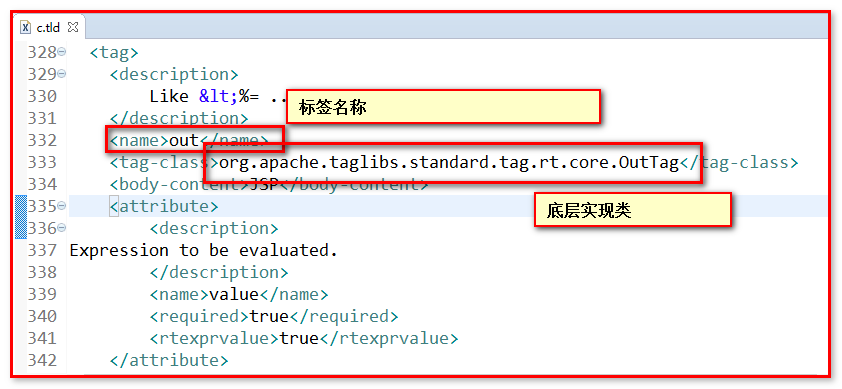 c.tld
328 <tag>
329 <description>
330 Like &lt;%= ..
标签名称
331 </description>
332 <name>out</name>
333 <tag-class>org.apache.taglibs.standard.tag.rt.core.OutTag</tag-class>
334 <body-content>JSP</body-content>
335 <attribute>
底层实现类
336 <description>
337 Expression to be evaluated.
338 </description>
339 <name>value</name>
340 <required>true</required>
341 <rtexprvalue>true</rtexprvalue>
342 </attribute>